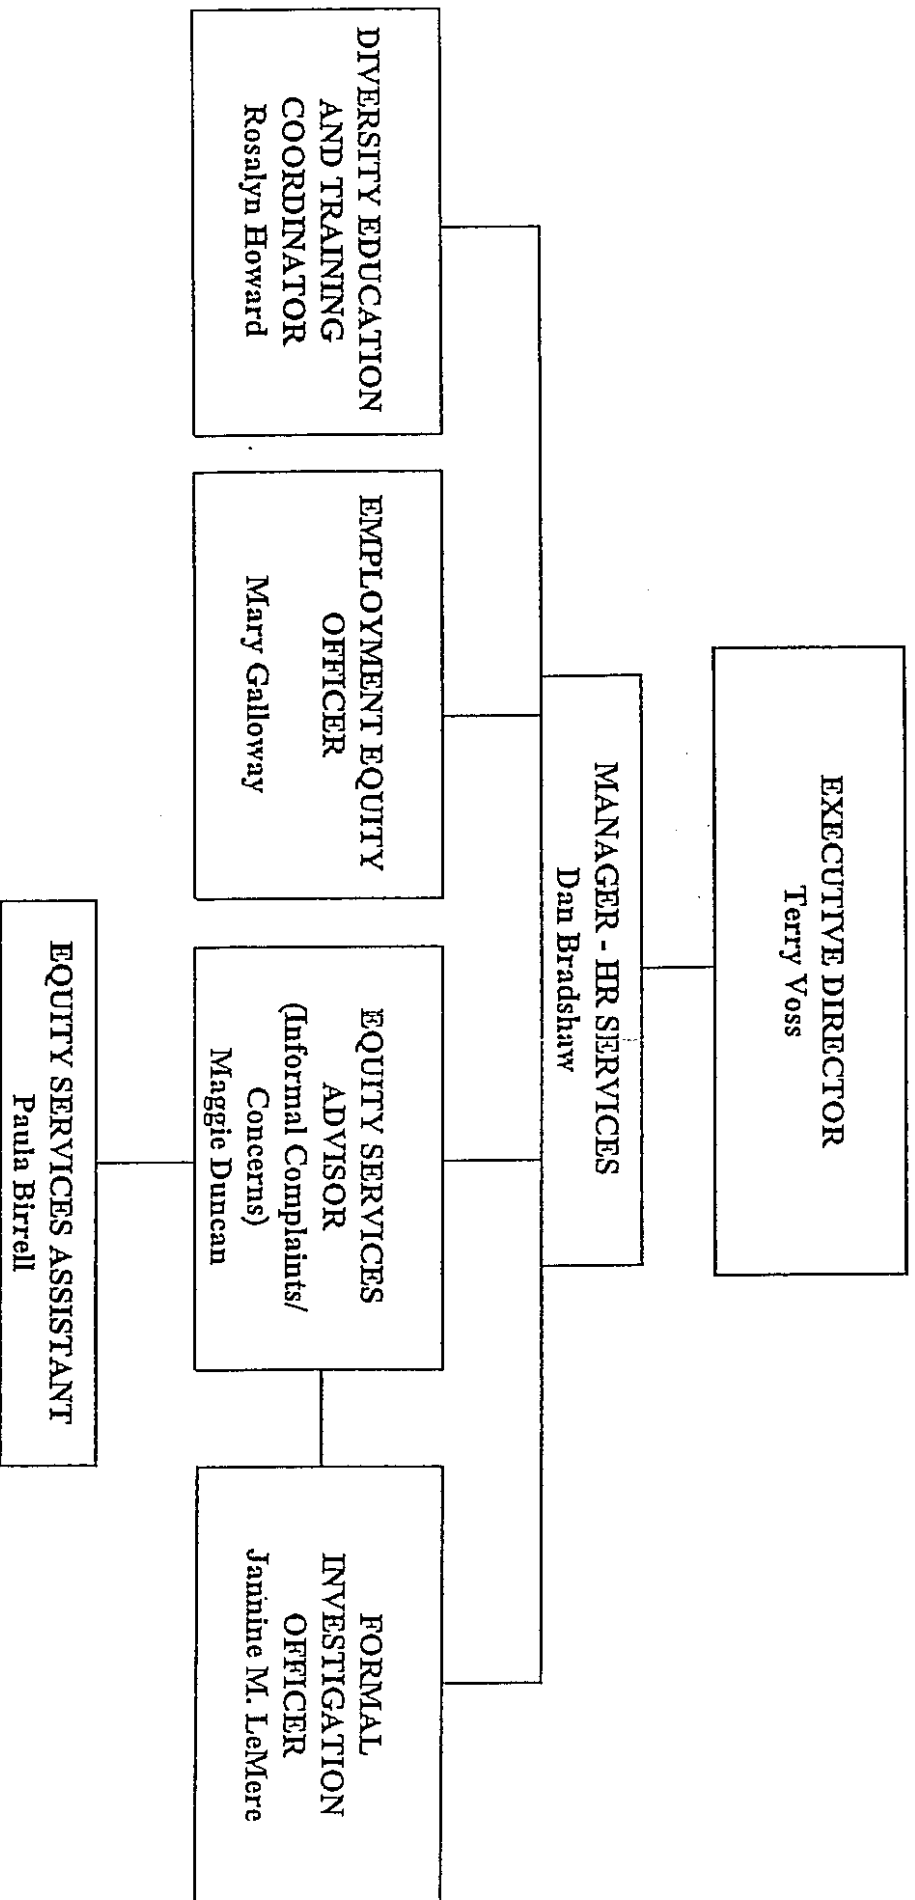 EXECUTIVE DIRECTOR
Terry Voss
MANAGER - HR SERVICES
Dan Bradshaw
DIVERSITY EDUCATION
AND TRAINING
COORDINATOR
Rosalyn Howard
EMPLOYMENT EQUITY
OFFICER
Mary Galloway
EQUITY SERVICES
ADVISOR
(Informal Complaints/
Concerns)
Maggie Duncan
FORMAL
INVESTIGATION
OFFICER
Jannine M. LeMere
EQUITY SERVICES ASSISTANT
Paula Birrell